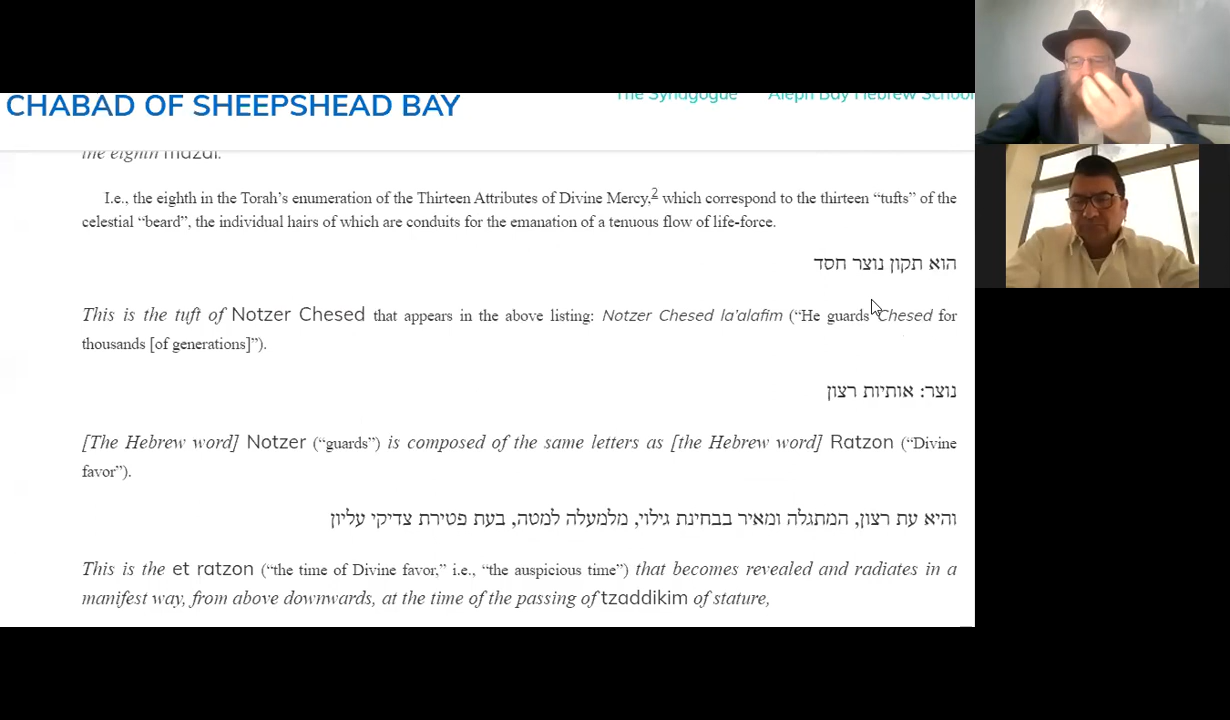 The Synagogue Aleph Bay Hebrew School
CHABAD OF SHEEPSHEAD BAY
the eighth mazal.
I.e., the eighth in the Torah’s enumeration of the Thirteen Attributes of Divine Mercy,2 which correspond to the thirteen “tufts” of the
celestial “beard”, the individual hairs of which are conduits for the emanation of a tenuous flow of life-force.
הוא תקון נוצר חסד
This is the tuft of Notzer Chesed that appears in the above listing: Notzer Chesed la’alafim (“He guards Chesed for
thousands [of generations]”).
נוצר: אותיות רצון
[The Hebrew word] Notzer (“guards”) is composed of the same letters as [the Hebrew word] Ratzon (“Divine
favor”).
והיא עת רצון, המתגלה ומאיר בבחינת גילוי, מלמעלה למטה, בעת פטירת צדיקי עליון
This is the et ratzon (“the time of Divine favor,” i.e., “the auspicious time”) that becomes revealed and radiates in a
manifest way, from above downwards, at the time of the passing of tzaddikim of stature,